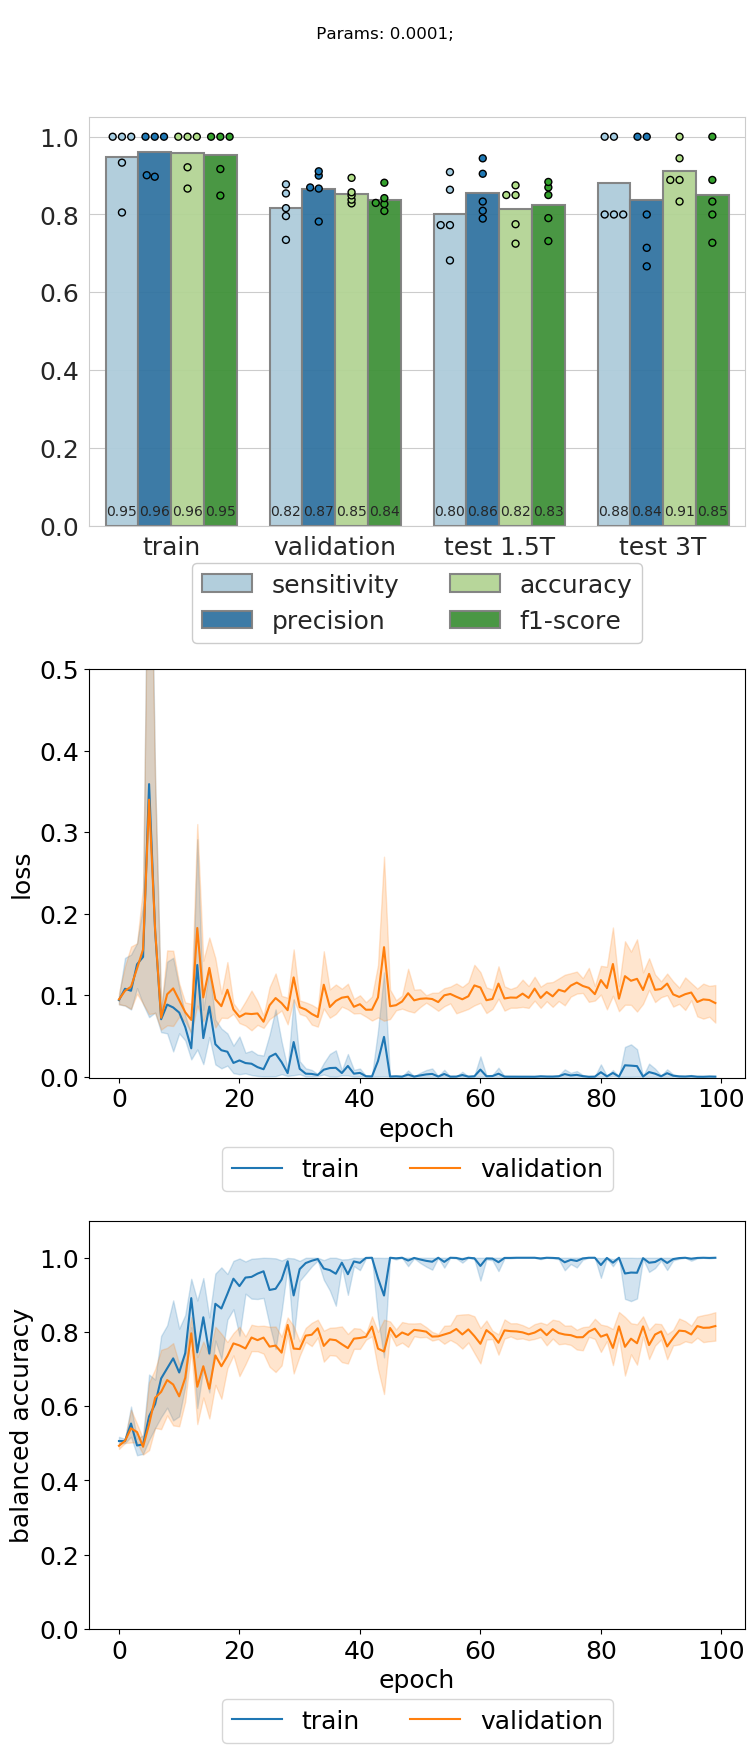 Params: 0.0001;
1.0
0.8
0.6
0.4
0.2
0.0
0.95 0.96 0.96 0.95 0.82 0.87 0.85 0.84 0.80 0.86 0.82 0.83 0.88 0.84 0.91 0.85
train validation test 1.5T test 3T
sensitivity accuracy
precision f1-score
0.5
0.4
0.3
0.2
0.1
0.0
loss
0 20 40 60 80 100
epoch
train validation
1.0
0.8
0.6
0.4
0.2
0.0
balanced accuracy
0 20 40 60 80 100
epoch
train validation